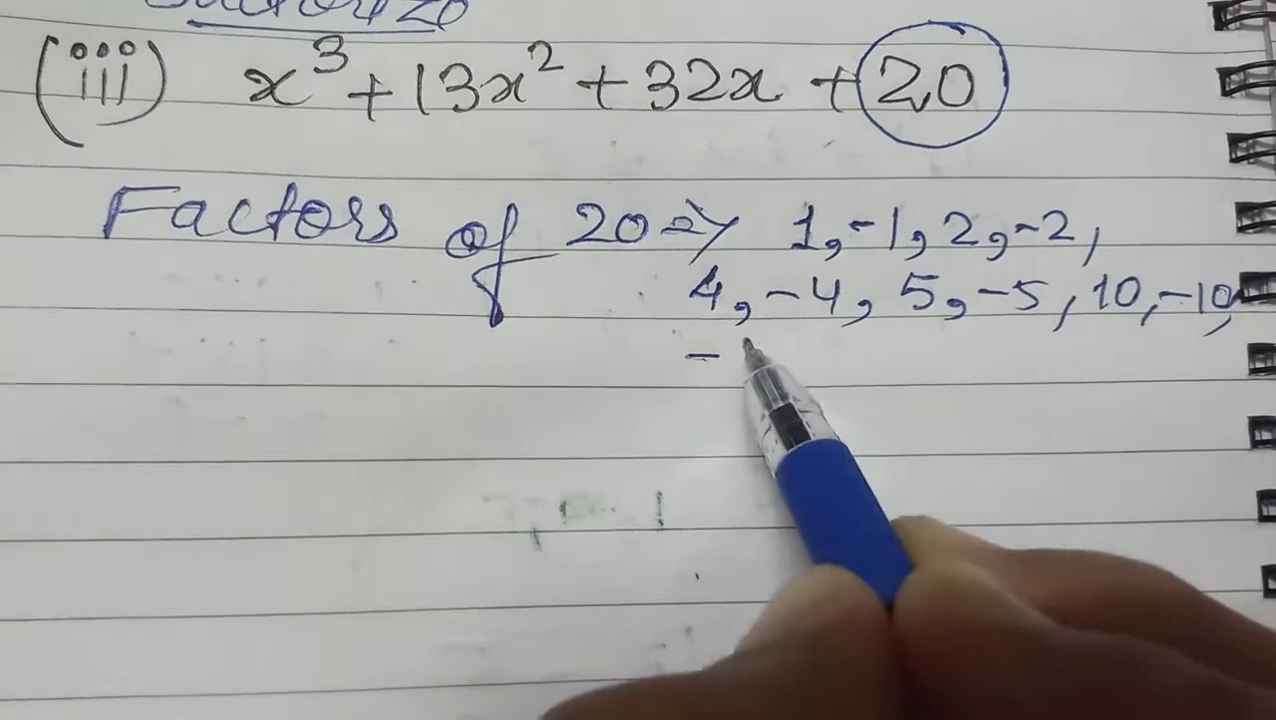 (iii) x³ + 13x² + 32x + 20
Factors of 20 => 1, -1, 2, -2,
4, -4, 5, -5, 10, -10,
-